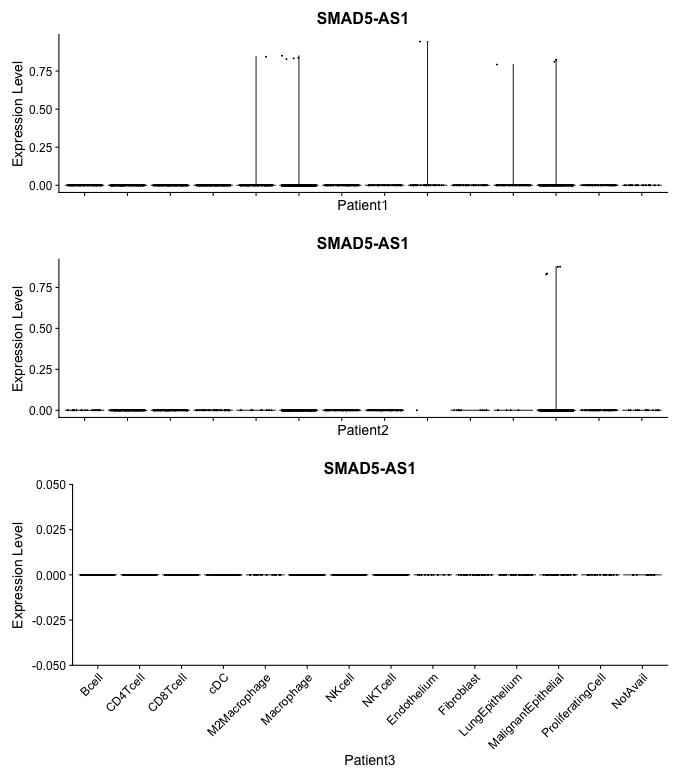 SMAD5-AS1
Expression Level
0.75
0.50
0.25
0.00
Patient1
SMAD5-AS1
Expression Level
0.75
0.50
0.25
0.00
Patient2
SMAD5-AS1
Expression Level
0.050
0.025
0.000
-0.025
-0.050
Bcell
CD4Tcell
CD8Tcell
cDC
M2Macrophage
Macrophage
NKcell
NKTcell
Endothelium
Fibroblast
LungEpithelium
MalignantEpithelial
ProliferatingCell
NotAvail
Patient3